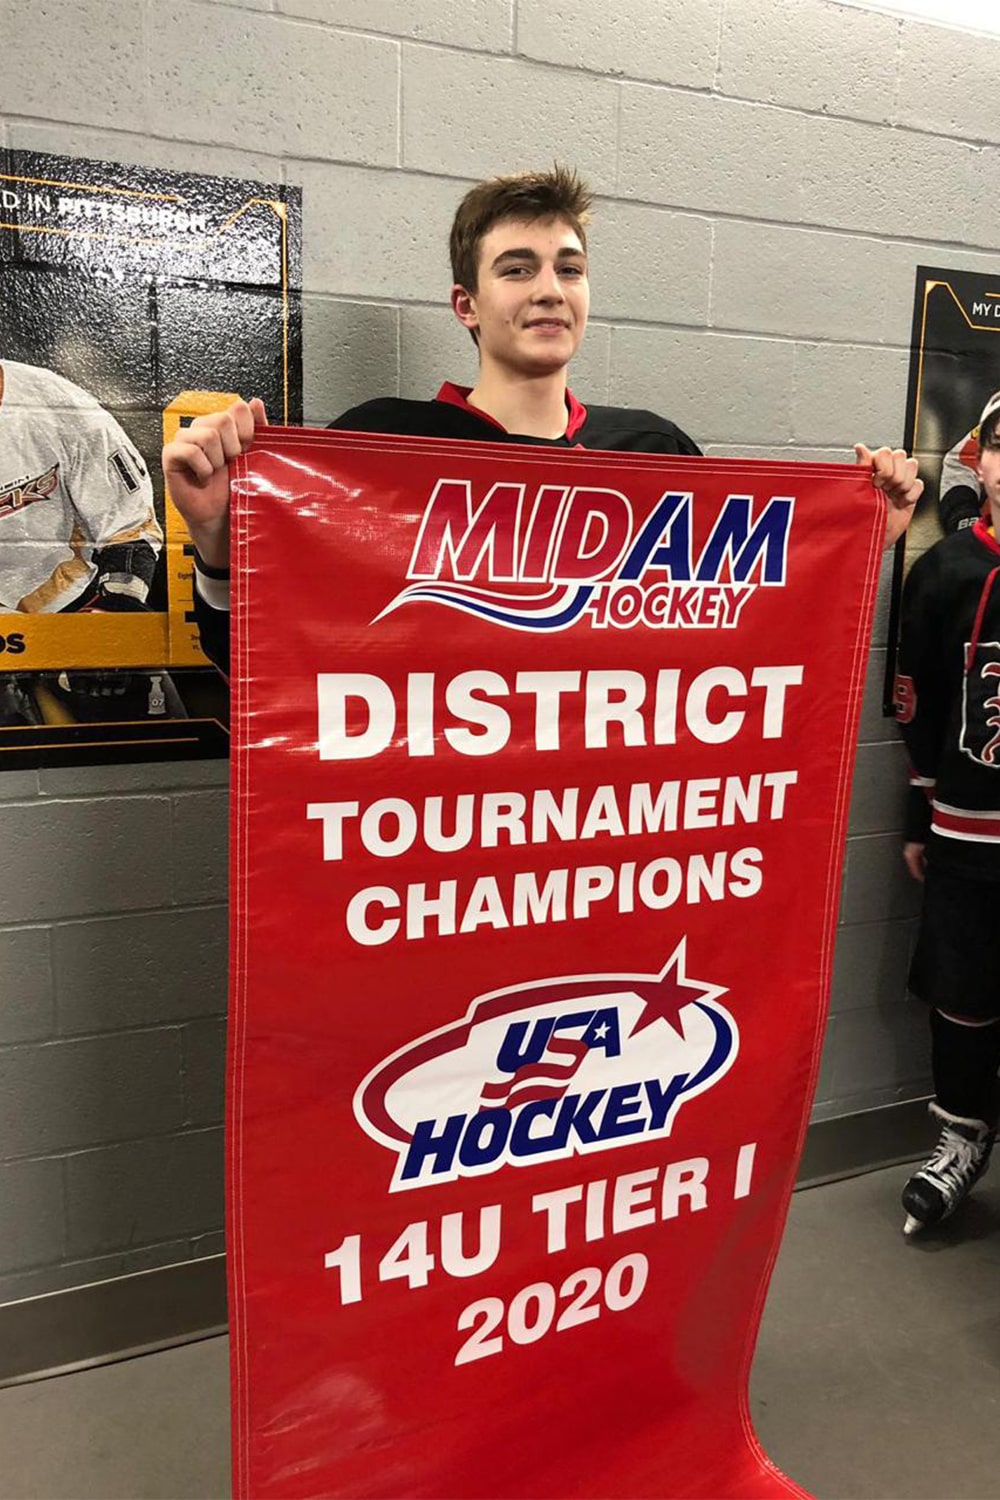 D IN PITTSBURGH
MY D
MIDAM
HOCKEY
DISTRICT
TOURNAMENT
CHAMPIONS
USA
HOCKEY
14U TIER I
2020